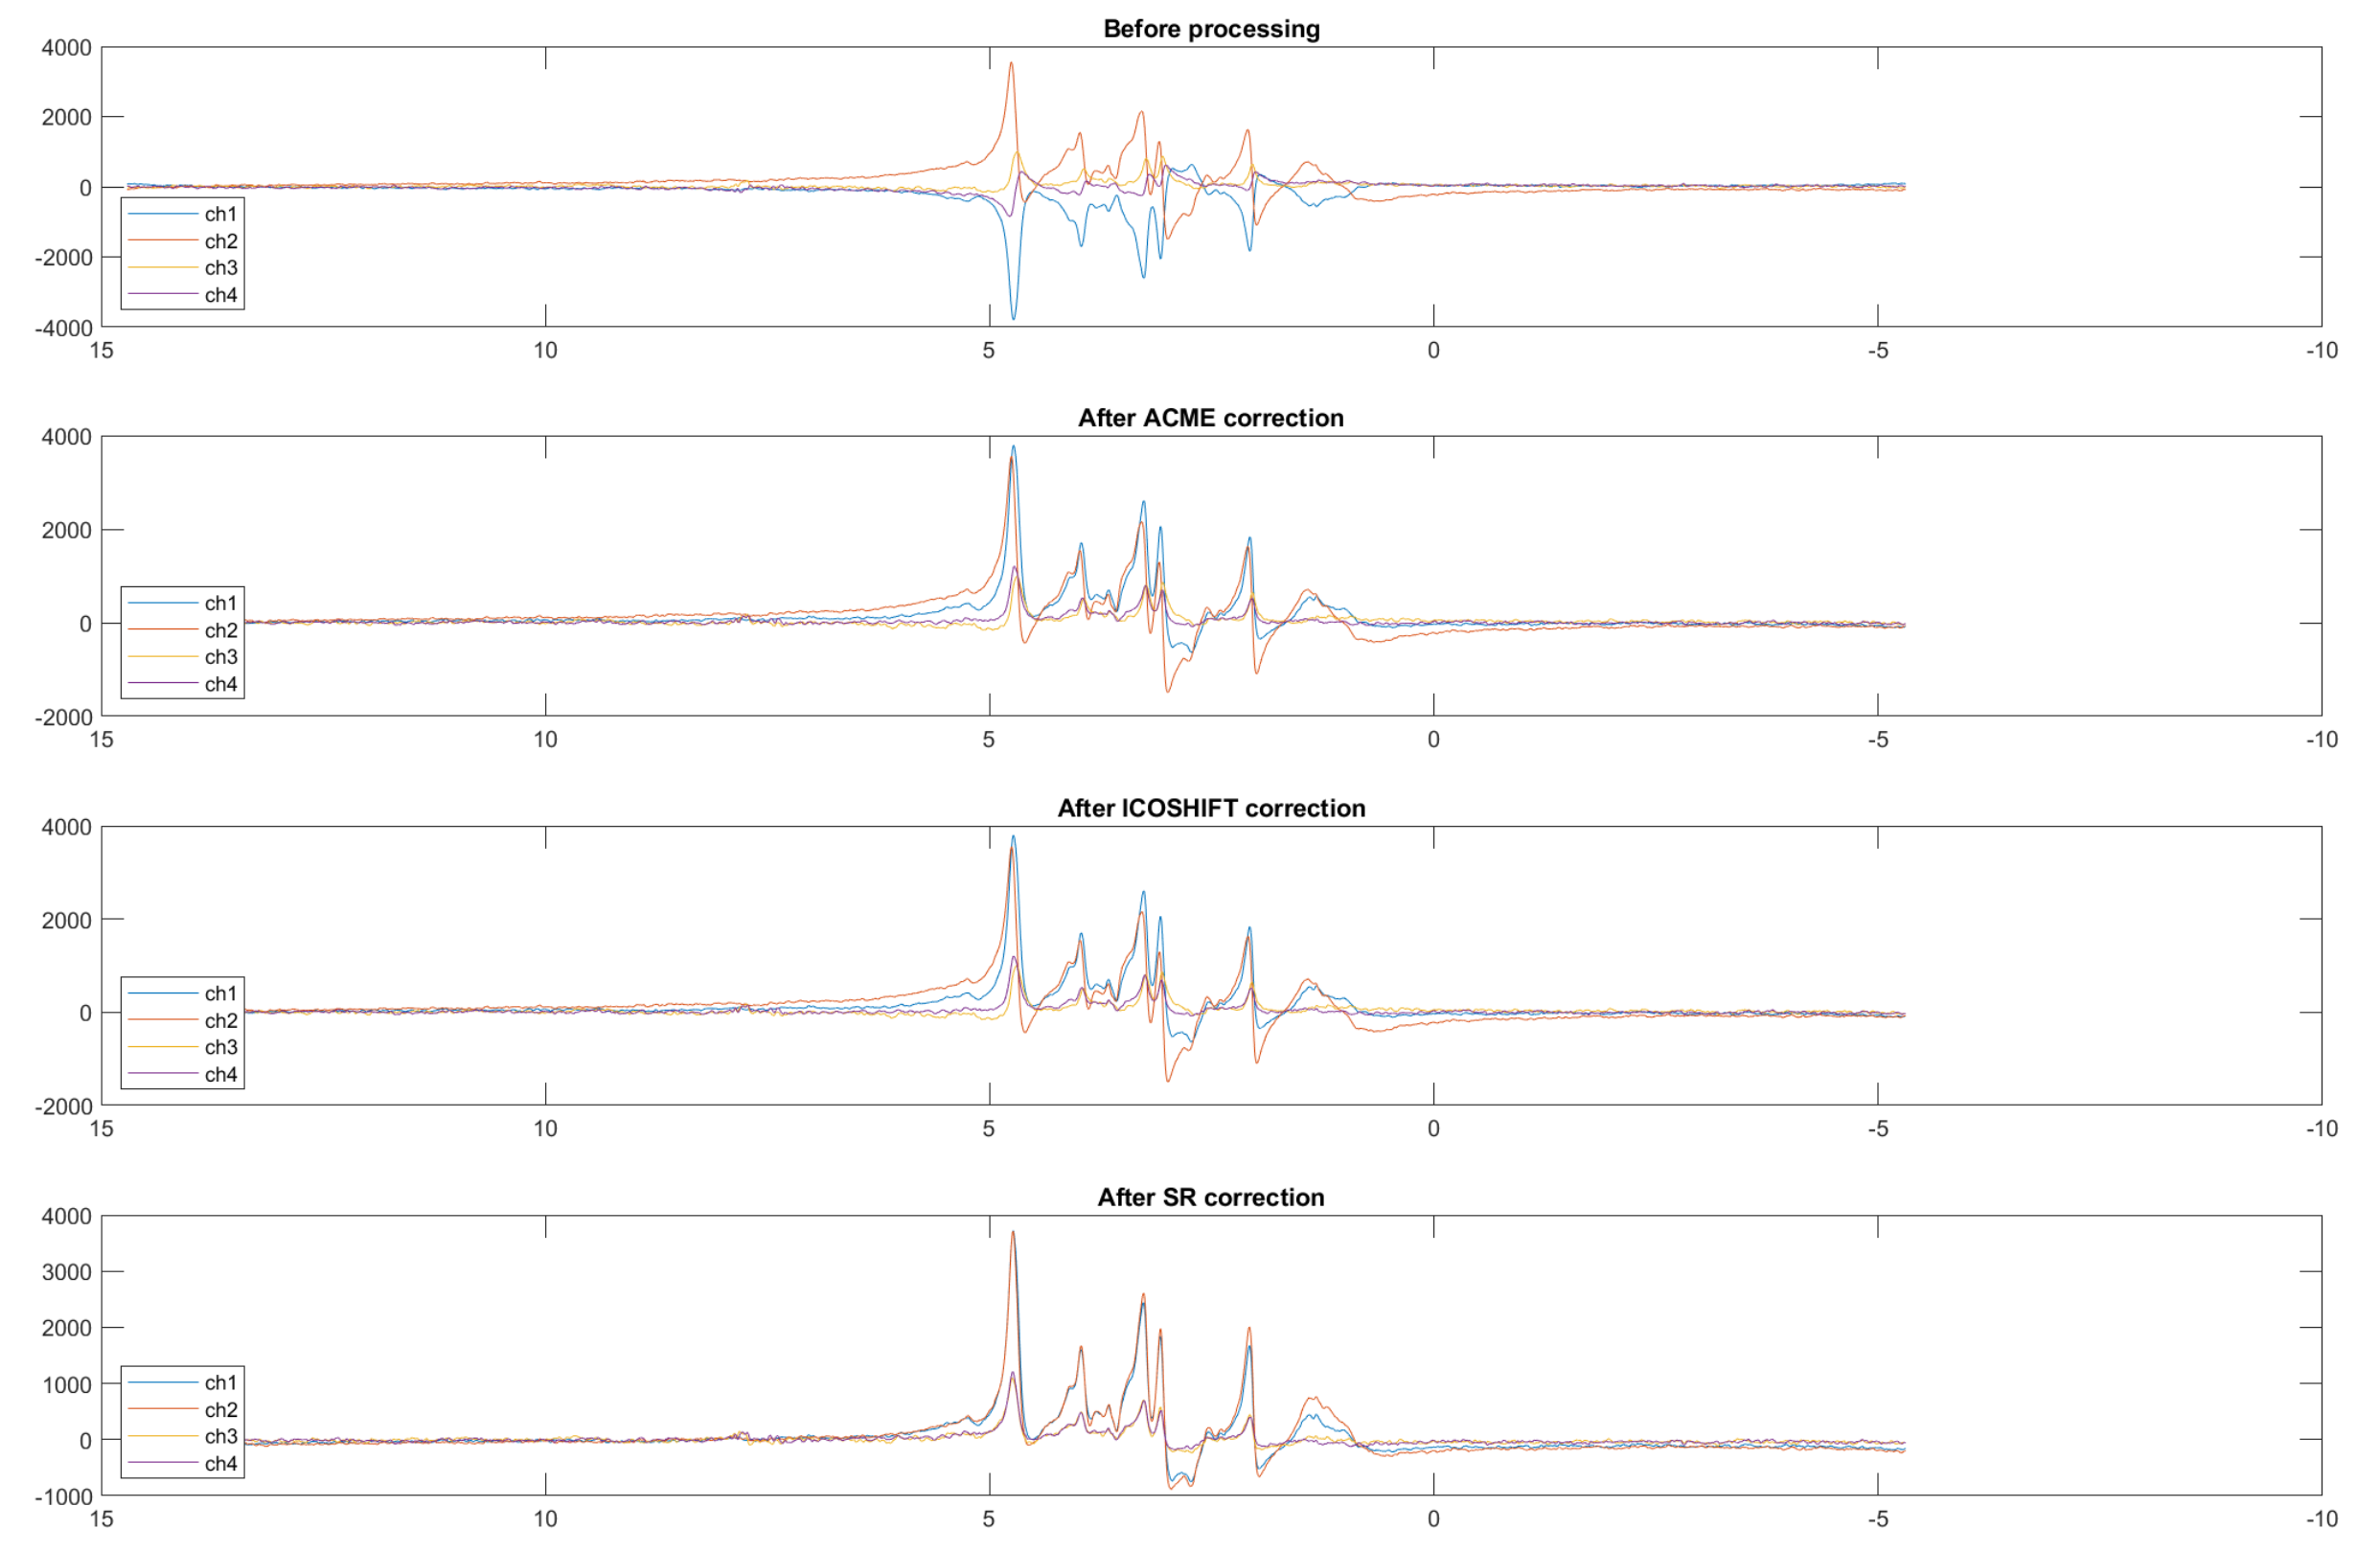 Before processing
4000
2000
0
-2000
-4000
ch1
ch2
ch3
ch4
15 10 5 0 -5 -10
After ACME correction
4000
2000
0
-2000
ch1
ch2
ch3
ch4
15 10 5 0 -5 -10
After ICOSHIFT correction
4000
2000
0
-2000
ch1
ch2
ch3
ch4
15 10 5 0 -5 -10
After SR correction
4000
3000
2000
1000
0
-1000
ch1
ch2
ch3
ch4
15 10 5 0 -5 -10